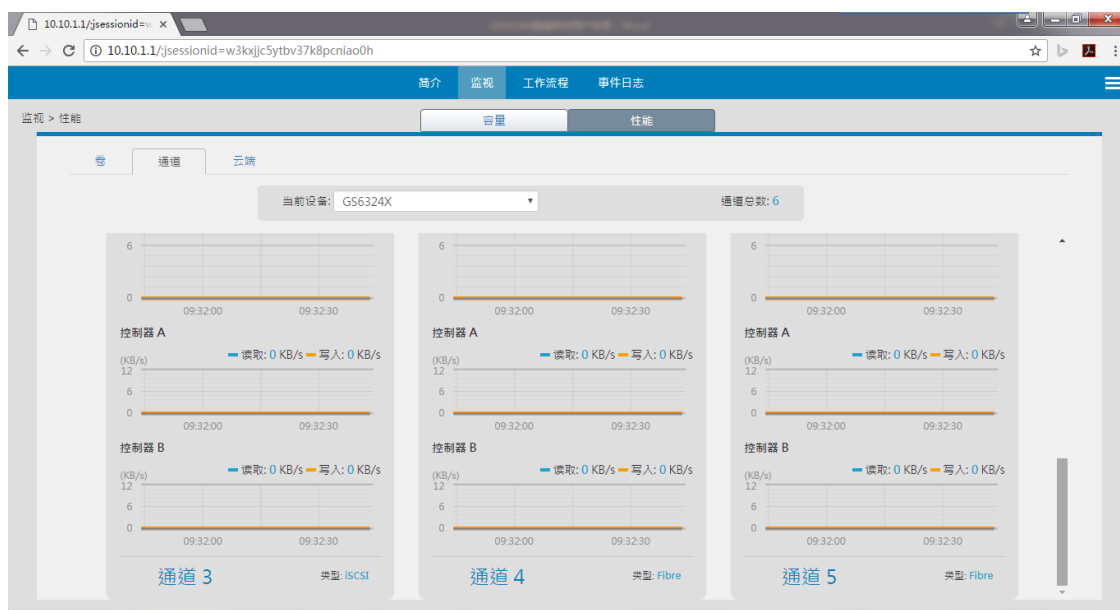 10.10.1.1/;jsessionid=w
10.10.1.1/;jsessionid=w3kxjjc5ytbv37k8pcniao0h
简介 监视 工作流程 事件日志
监视 > 性能
容量 性能
卷 通道 云端
当前设备: GS6324X 通道总数: 6
6 6 6
0 0 0
09:32:00 09:32:30 09:32:00 09:32:30 09:32:00 09:32:30
控制器 A 控制器 A 控制器 A
(KB/s) 读取: 0 KB/s 写入: 0 KB/s (KB/s) 读取: 0 KB/s 写入: 0 KB/s (KB/s) 读取: 0 KB/s 写入: 0 KB/s
12 12 12
6 6 6
0 0 0
09:32:00 09:32:30 09:32:00 09:32:30 09:32:00 09:32:30
控制器 B 控制器 B 控制器 B
(KB/s) 读取: 0 KB/s 写入: 0 KB/s (KB/s) 读取: 0 KB/s 写入: 0 KB/s (KB/s) 读取: 0 KB/s 写入: 0 KB/s
12 12 12
6 6 6
0 0 0
09:32:00 09:32:30 09:32:00 09:32:30 09:32:00 09:32:30
通道 3 类型: iSCSI 通道 4 类型: Fibre 通道 5 类型: Fibre